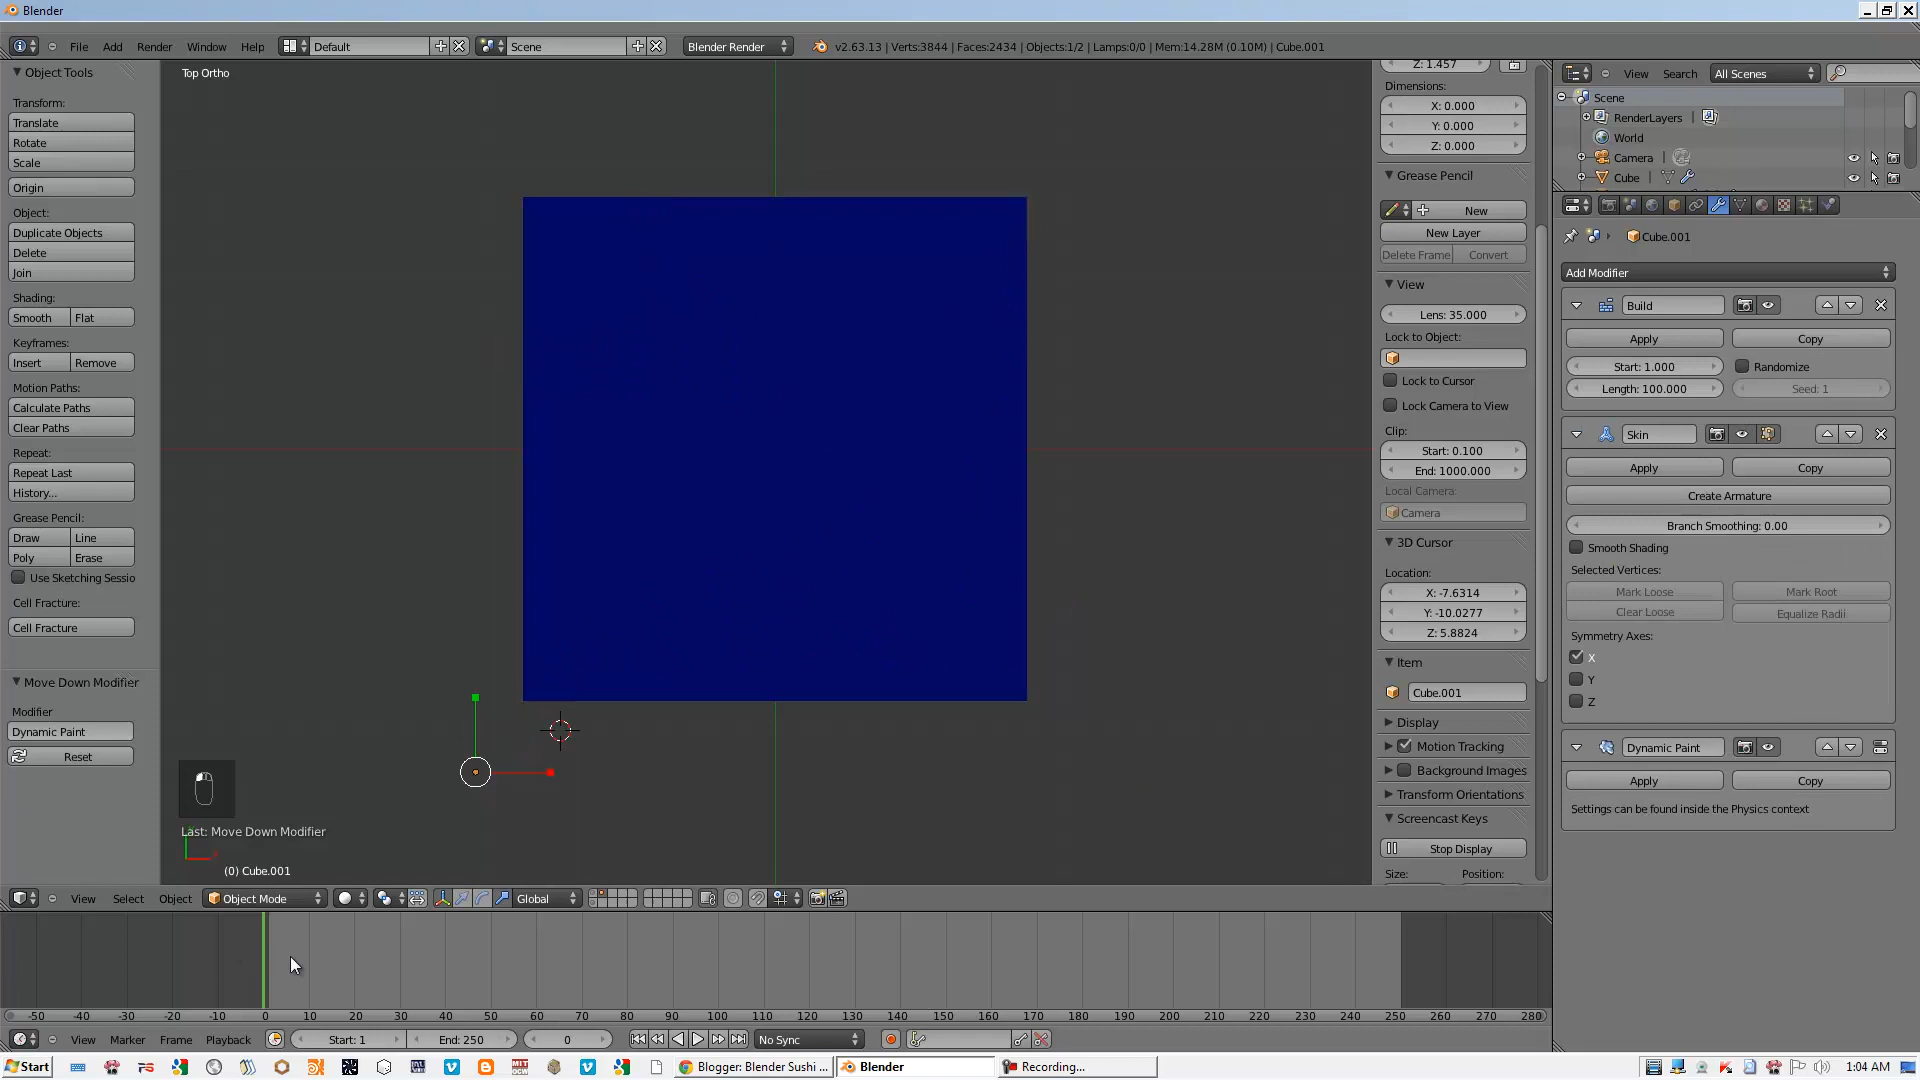 Blender
File Add Render Window Help Default Scene Blender Render v2.63.13 | Verts:3844 | Faces:2434 | Objects:1/2 | Lamps:0/0 | Mem:14.28M (0.10M) | Cube.001
Object Tools
Transform:
Translate
Rotate
Scale
Origin
Object:
Duplicate Objects
Delete
Join
Shading:
Smooth Flat
Keyframes:
Insert Remove
Motion Paths:
Calculate Paths
Clear Paths
Repeat:
Repeat Last
History...
Grease Pencil:
Draw Line
Poly Erase
Use Sketching Sessio
Cell Fracture:
Cell Fracture
Move Down Modifier
Modifier
Dynamic Paint
Reset
Top Ortho
Last: Move Down Modifier
(0) Cube.001
Z: 1.457
Dimensions:
X: 0.000
Y: 0.000
Z: 0.000
Grease Pencil
New
New Layer
Delete Frame Convert
View
Lens: 35.000
Lock to Object:
Lock to Cursor
Lock Camera to View
Clip:
Start: 0.100
End: 1000.000
Local Camera:
Camera
3D Cursor
Location:
X: -7.6314
Y: -10.0277
Z: 5.8824
Item
Cube.001
Display
Motion Tracking
Background Images
Transform Orientations
Screencast Keys
Stop Display
Size: Position:
View Search All Scenes
Scene
RenderLayers |
World
Camera |
Cube |
Cube.001
Add Modifier
Build
Apply Copy
Start: 1.000 Randomize
Length: 100.000 Seed: 1
Skin
Apply Copy
Create Armature
Branch Smoothing: 0.00
Smooth Shading
Selected Vertices:
Mark Loose Mark Root
Clear Loose Equalize Radii
Symmetry Axes:
X
Y
Z
Dynamic Paint
Apply Copy
Settings can be found inside the Physics context
View Select Object Object Mode Global
-50 -40 -30 -20 -10 0 10 20 30 40 50 60 70 80 90 100 110 120 130 140 150 160 170 180 190 200 210 220 230 240 250 260 270 280
View Marker Frame Playback Start: 1 End: 250 0 No Sync
Start Blogger: Blender Sushi ... Blender Recording... 1:04 AM